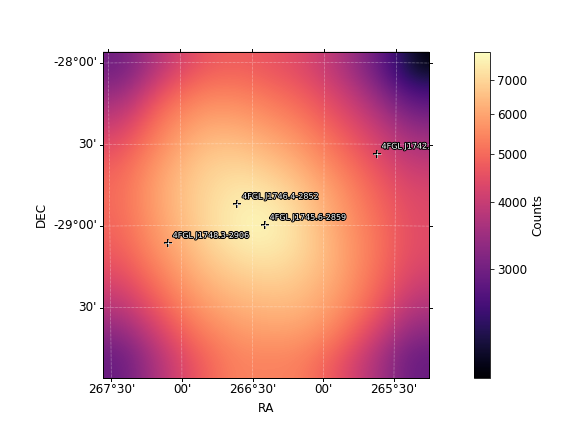 -28°00'
30'
-29°00'
30'
DEC
4FGL J1742.
4FGL J1746.4-2852
4FGL J1745.6-2859
4FGL J1748.3-2906
267°30'
00'
266°30'
00'
265°30'
RA
7000
6000
5000
4000
3000
Counts